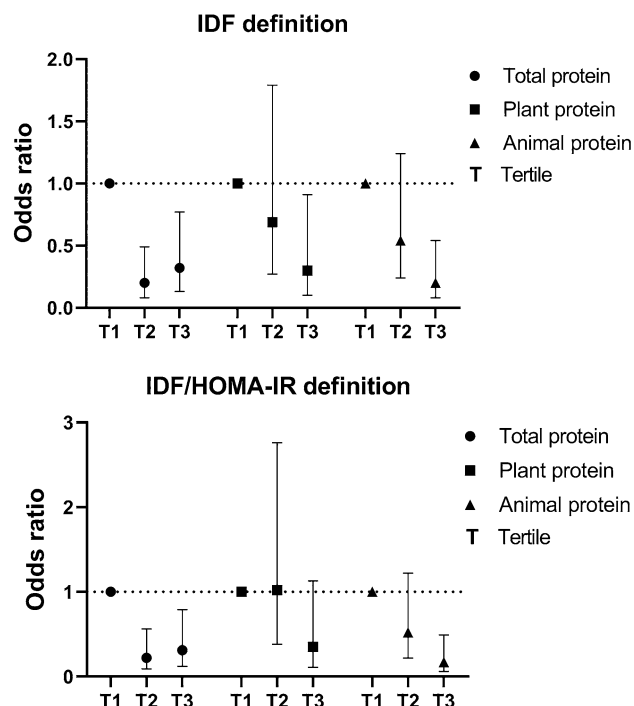 IDF definition
Odds ratio
2.0
1.5
1.0
0.5
0.0
T1 T2 T3 T1 T2 T3 T1 T2 T3
Total protein
Plant protein
Animal protein
T Tertile
IDF/HOMA-IR definition
Odds ratio
3
2
1
0
T1 T2 T3 T1 T2 T3 T1 T2 T3
Total protein
Plant protein
Animal protein
T Tertile